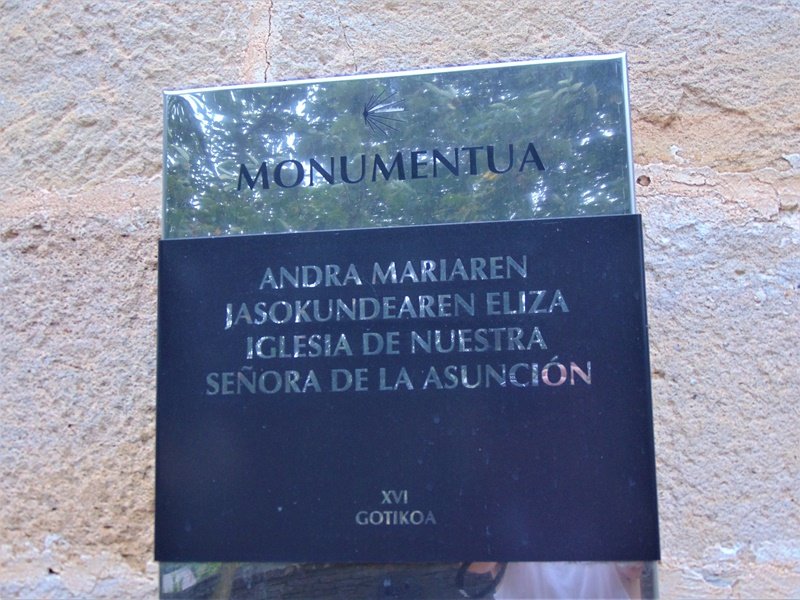 MONUMENTUA
ANDRA MARIAREN
JASOKUNDEAREN ELIZA
IGLESIA DE NUESTRA
SEÑORA DE LA ASUNCIÓN
XVI
GOTIKOA